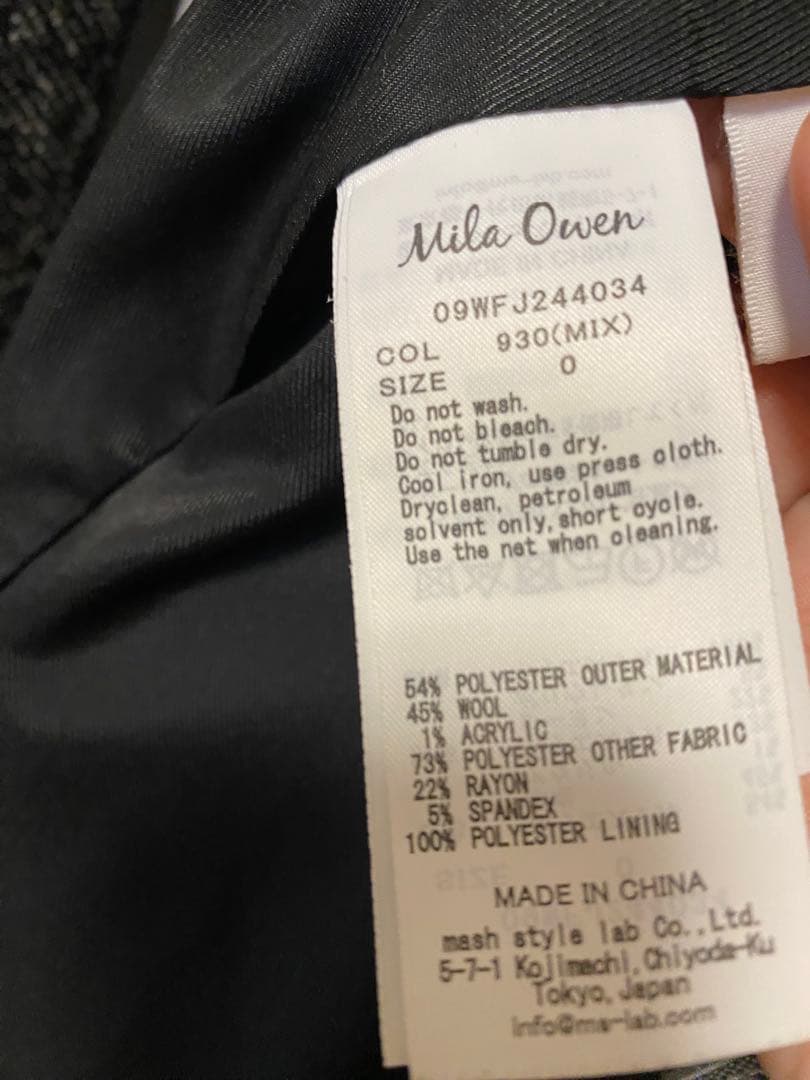 Mila Owen
09WFJ244034
COL 930(MIX)
SIZE 0
Do not wash.
Do not bleach.
Do not tumble dry.
Cool iron, use press cloth.
Dryclean, petroleum
solvent only, short cycle.
Use the net when cleaning.
54% POLYESTER OUTER MATERIAL
45% WOOL
1% ACRYLIC
73% POLYESTER OTHER FABRIC
22% RAYON
5% SPANDEX
100% POLYESTER LINING
MADE IN CHINA
mash style lab Co.,Ltd.
5-7-1 Kojimachi, Chiyoda-Ku
Tokyo, Japan
info@ms-lab.com